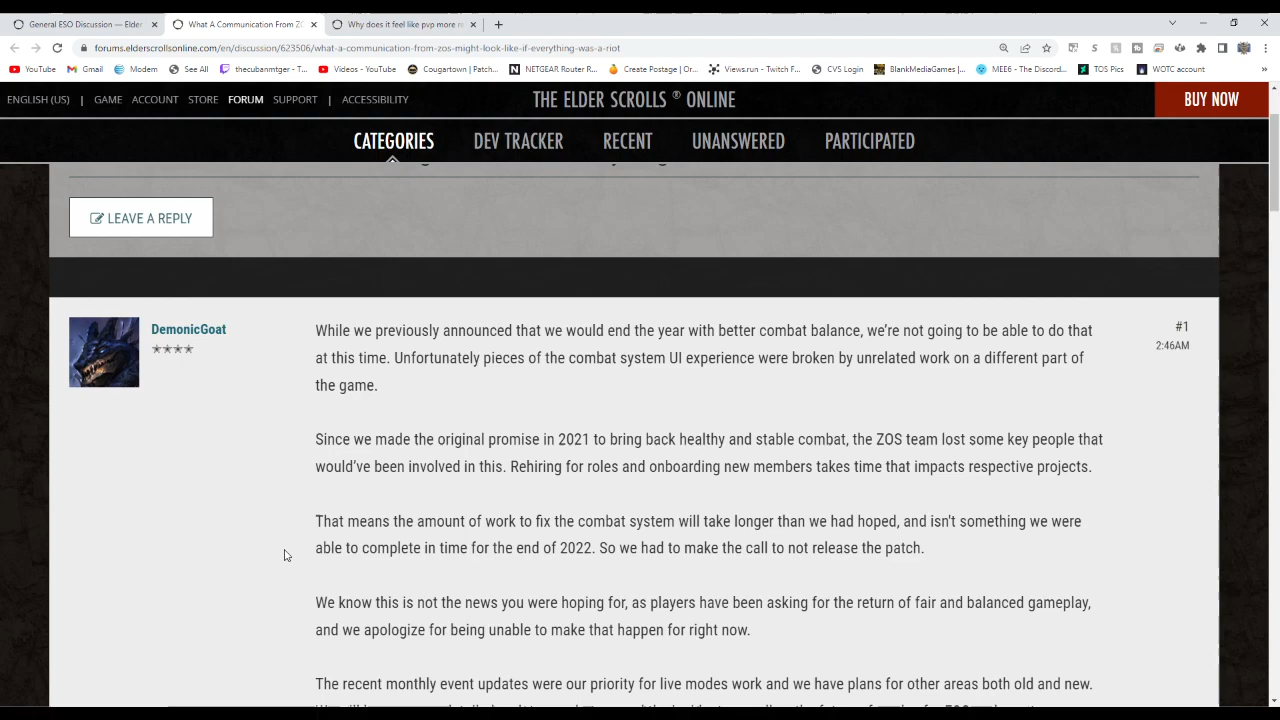 General ESO Discussion — Elder
What A Communication From ZO
Why does it feel like pvp more n
forums.elderscrollsonline.com/en/discussion/623506/what-a-communication-from-zos-might-look-like-if-everything-was-a-riot
YouTube
Gmail
Modem
See All
thecubanmtger - T...
Videos - YouTube
Cougartown | Patch...
NETGEAR Router R...
Create Postage | Or...
Views.run - Twitch F...
CVS Login
BlankMediaGames |...
MEE6 - The Discord...
TOS Pics
WOTC account
»
ENGLISH (US) | GAME ACCOUNT STORE FORUM SUPPORT | ACCESSIBILITY
THE ELDER SCROLLS ® ONLINE
BUY NOW
CATEGORIES DEV TRACKER RECENT UNANSWERED PARTICIPATED
LEAVE A REPLY
DemonicGoat
#1
2:46AM
While we previously announced that we would end the year with better combat balance, we’re not going to be able to do that
at this time. Unfortunately pieces of the combat system UI experience were broken by unrelated work on a different part of
the game.
Since we made the original promise in 2021 to bring back healthy and stable combat, the ZOS team lost some key people that
would’ve been involved in this. Rehiring for roles and onboarding new members takes time that impacts respective projects.
That means the amount of work to fix the combat system will take longer than we had hoped, and isn't something we were
able to complete in time for the end of 2022. So we had to make the call to not release the patch.
We know this is not the news you were hoping for, as players have been asking for the return of fair and balanced gameplay,
and we apologize for being unable to make that happen for right now.
The recent monthly event updates were our priority for live modes work and we have plans for other areas both old and new.